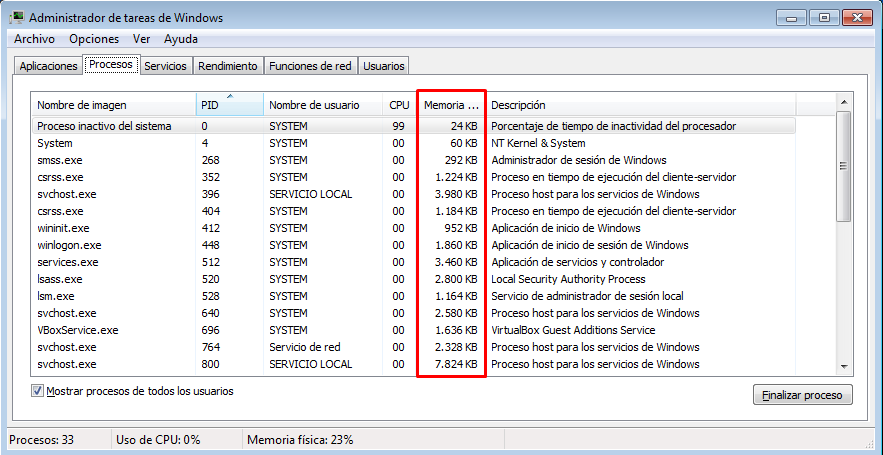 Administrador de tareas de Windows
Archivo Opciones Ver Ayuda
Aplicaciones Procesos Servicios Rendimiento Funciones de red Usuarios
Nombre de imagen PID Nombre de usuario CPU Memoria ... Descripción
Proceso inactivo del sistema 0 SYSTEM 99 24 KB Porcentaje de tiempo de inactividad del procesador
System 4 SYSTEM 00 60 KB NT Kernel & System
smss.exe 268 SYSTEM 00 292 KB Administrador de sesión de Windows
csrss.exe 352 SYSTEM 00 1.224 KB Proceso en tiempo de ejecución del cliente-servidor
svchost.exe 396 SERVICIO LOCAL 00 3.980 KB Proceso host para los servicios de Windows
csrss.exe 404 SYSTEM 00 1.184 KB Proceso en tiempo de ejecución del cliente-servidor
wininit.exe 412 SYSTEM 00 952 KB Aplicación de inicio de Windows
winlogon.exe 448 SYSTEM 00 1.860 KB Aplicación de inicio de sesión de Windows
services.exe 512 SYSTEM 00 3.460 KB Aplicación de servicios y controlador
lsass.exe 520 SYSTEM 00 2.800 KB Local Security Authority Process
lsm.exe 528 SYSTEM 00 1.164 KB Servicio de administrador de sesión local
svchost.exe 640 SYSTEM 00 2.580 KB Proceso host para los servicios de Windows
VBoxService.exe 696 SYSTEM 00 1.636 KB VirtualBox Guest Additions Service
svchost.exe 764 Servicio de red 00 2.328 KB Proceso host para los servicios de Windows
svchost.exe 800 SERVICIO LOCAL 00 7.824 KB Proceso host para los servicios de Windows
Mostrar procesos de todos los usuarios
Finalizar proceso
Procesos: 33 Uso de CPU: 0% Memoria física: 23%